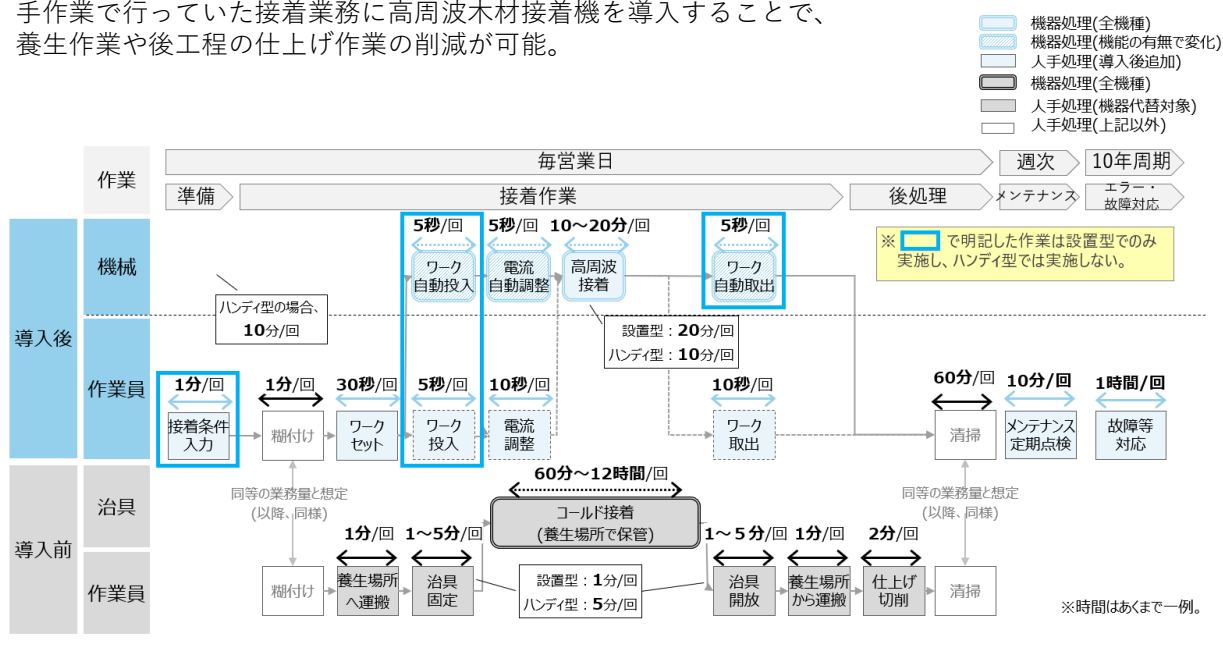 手作業で行っていた接着業務に高周波木材接着機を導入することで、
養生作業や後工程の仕上げ作業の削減が可能。
機器処理(全機種)
機器処理(機能の有無で変化)
人手処理(導入後追加)
機器処理(全機種)
人手処理(機器代替対象)
人手処理(上記以外)
作業
毎営業日
週次
10年周期
準備
接着作業
後処理
メンテナンス
エラー・
故障対応
導入後
機械
5秒/回
5秒/回
10～20分/回
5秒/回
ワーク
自動投入
電流
自動調整
高周波
接着
ワーク
自動取出
※ で明記した作業は設置型でのみ
実施し、ハンディ型では実施しない。
ハンディ型の場合、
10分/回
設置型：20分/回
ハンディ型：10分/回
作業員
1分/回
1分/回
30秒/回
5秒/回
10秒/回
10秒/回
60分/回
10分/回
1時間/回
接着条件
入力
糊付け
ワーク
セット
ワーク
投入
電流
調整
ワーク
取出
清掃
メンテナンス
定期点検
故障等
対応
同等の業務量と想定
(以降、同様)
同等の業務量と想定
(以降、同様)
導入前
治具
60分～12時間/回
コールド接着
(養生場所で保管)
作業員
1分/回
1～5分/回
1～５分/回
1分/回
2分/回
糊付け
養生場所
へ運搬
治具
固定
設置型：1分/回
ハンディ型：5分/回
治具
開放
養生場所
から運搬
仕上げ
切削
清掃
※時間はあくまで一例。